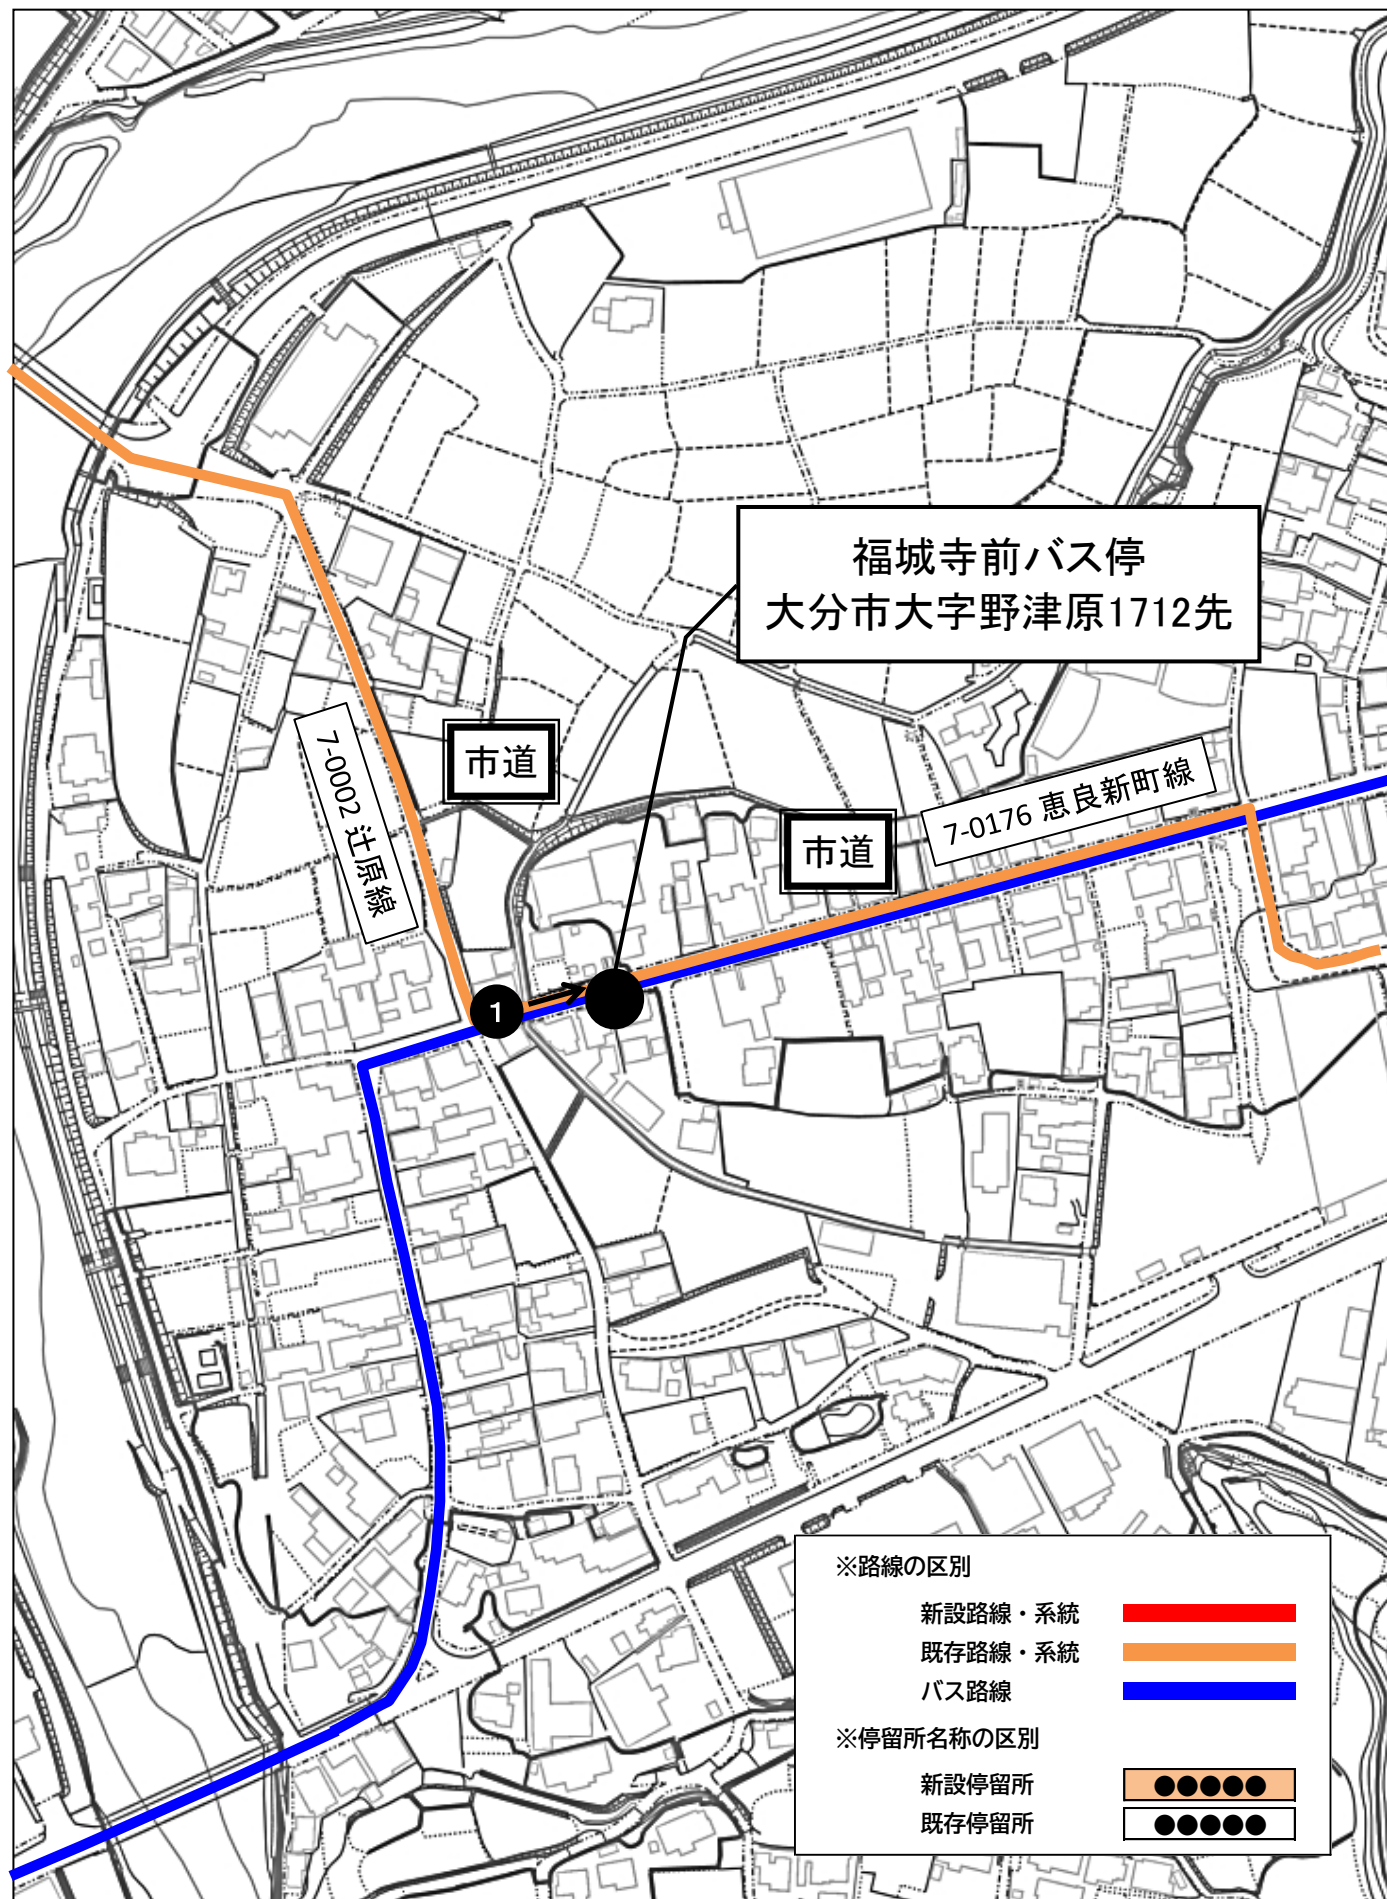 福城寺前バス停
大分市大字野津原1712先
市道
7-0002 辻原線
市道
7-0176 恵良新町線
1
※路線の区別
新設路線・系統
既存路線・系統
バス路線
※停留所名称の区別
新設停留所 ●●●●●
既存停留所 ●●●●●